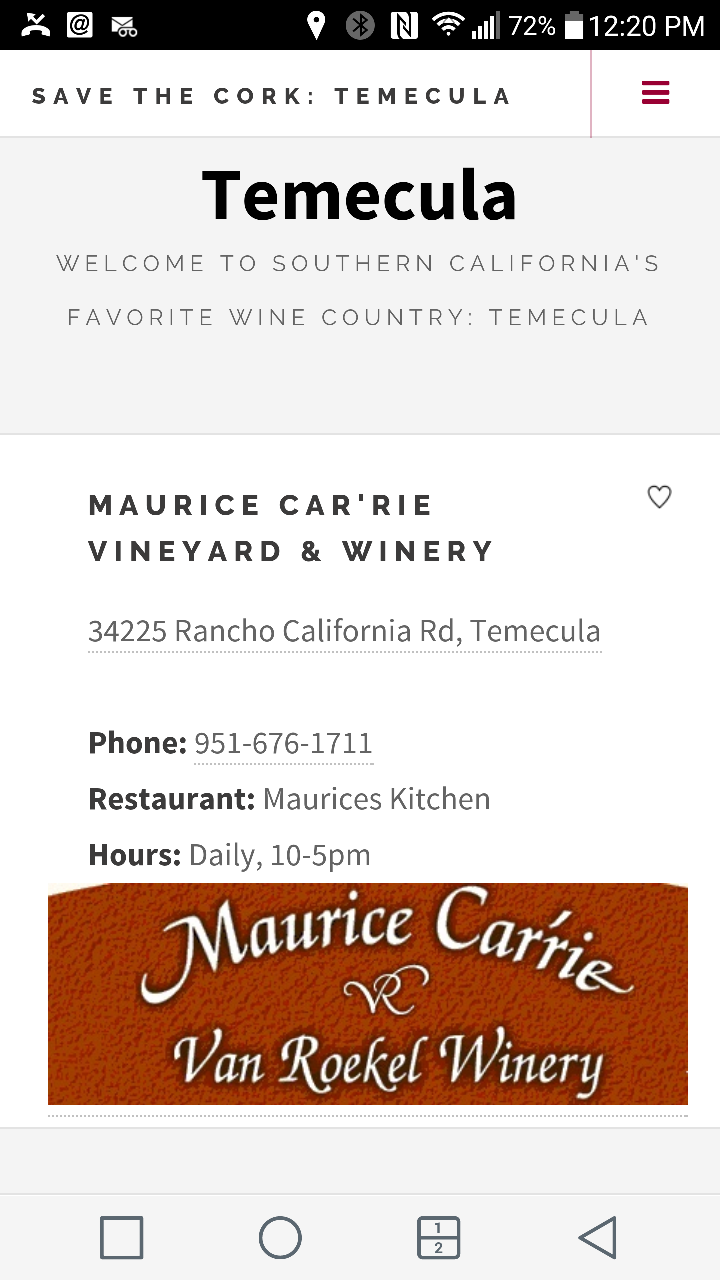 72% 12:20 PM
SAVE THE CORK: TEMECULA
Temecula
WELCOME TO SOUTHERN CALIFORNIA'S
FAVORITE WINE COUNTRY: TEMECULA
MAURICE CAR'RIE
VINEYARD & WINERY
34225 Rancho California Rd, Temecula
Phone: 951-676-1711
Restaurant: Maurices Kitchen
Hours: Daily, 10-5pm
Maurice Car'rie
VR
Van Roekel Winery
1
2